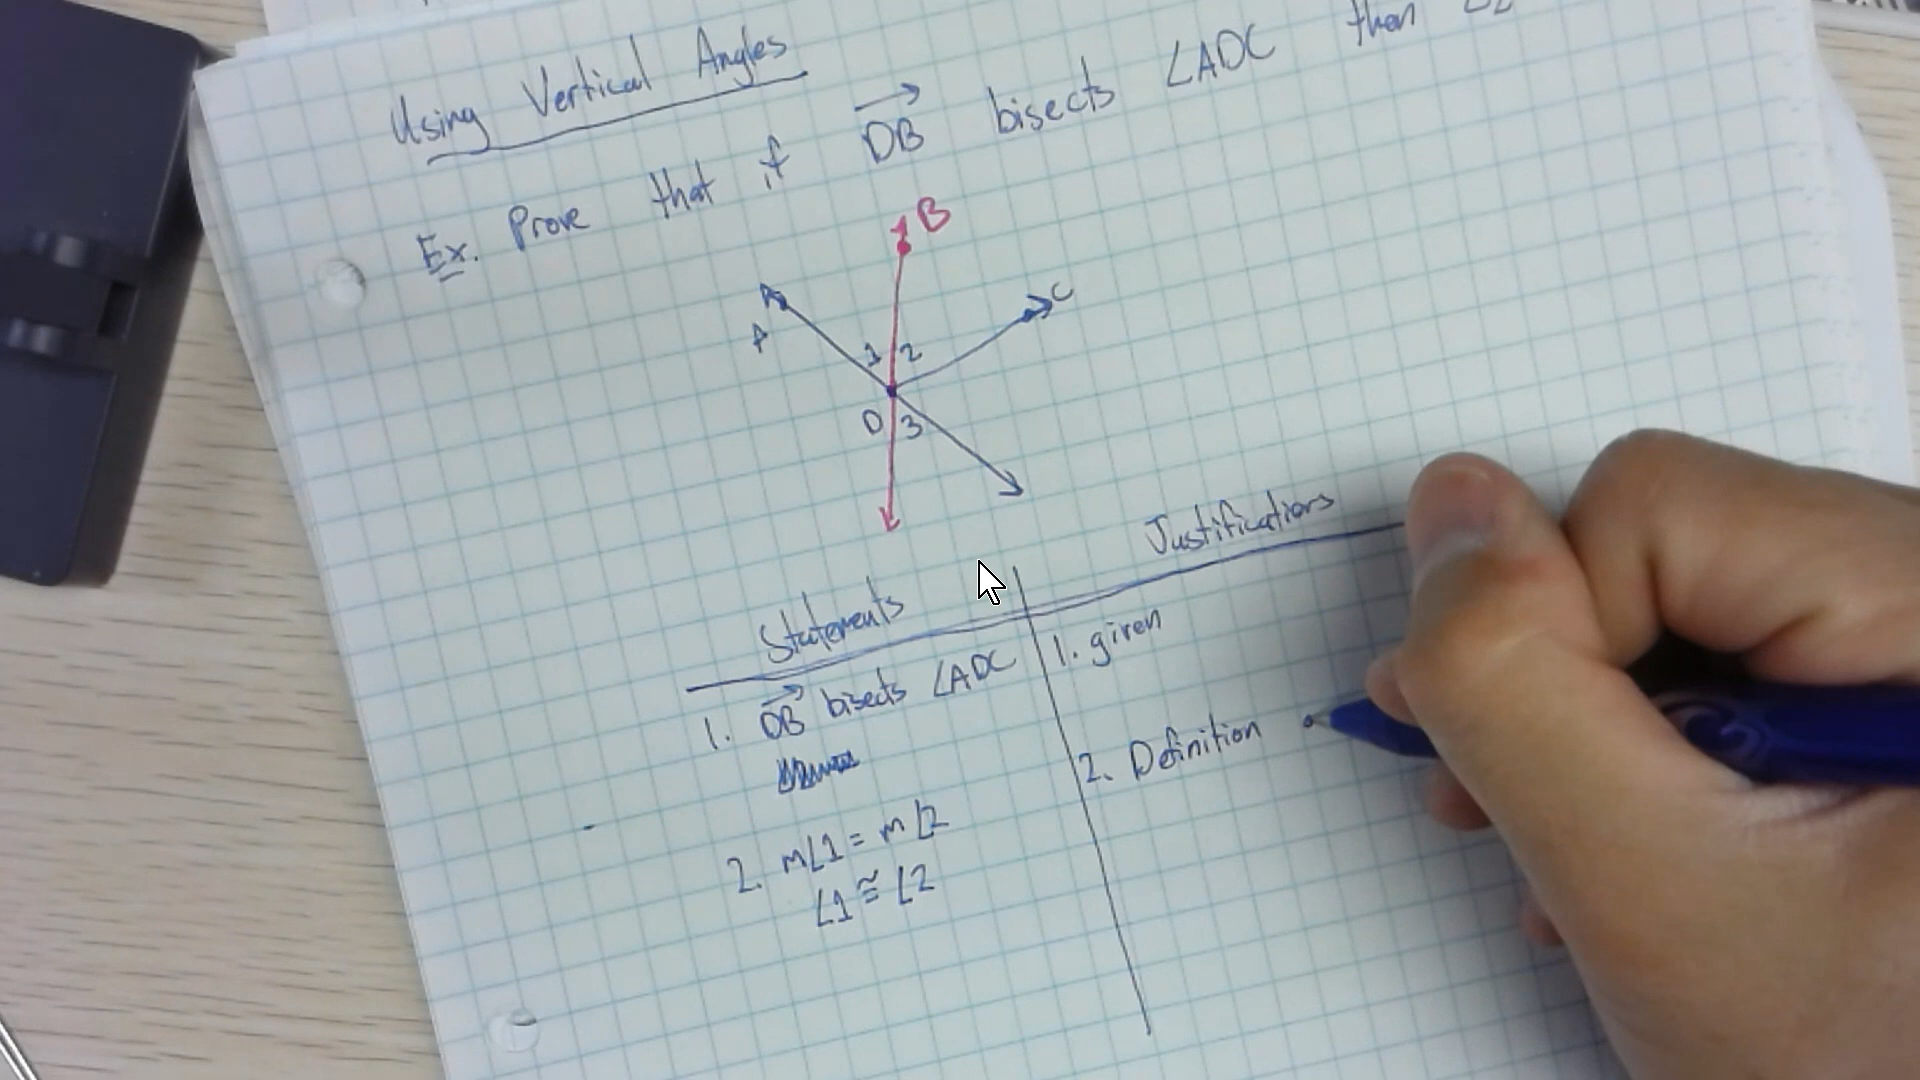 Using Vertical Angles
Ex. Prove that if DB bisects ∠ADC then
B
A
C
1 2
D 3
Statements
Justifications
1. DB bisects ∠ADC
1. given
2. m∠1 = m∠2
2. Definition
∠1 ≅ ∠2